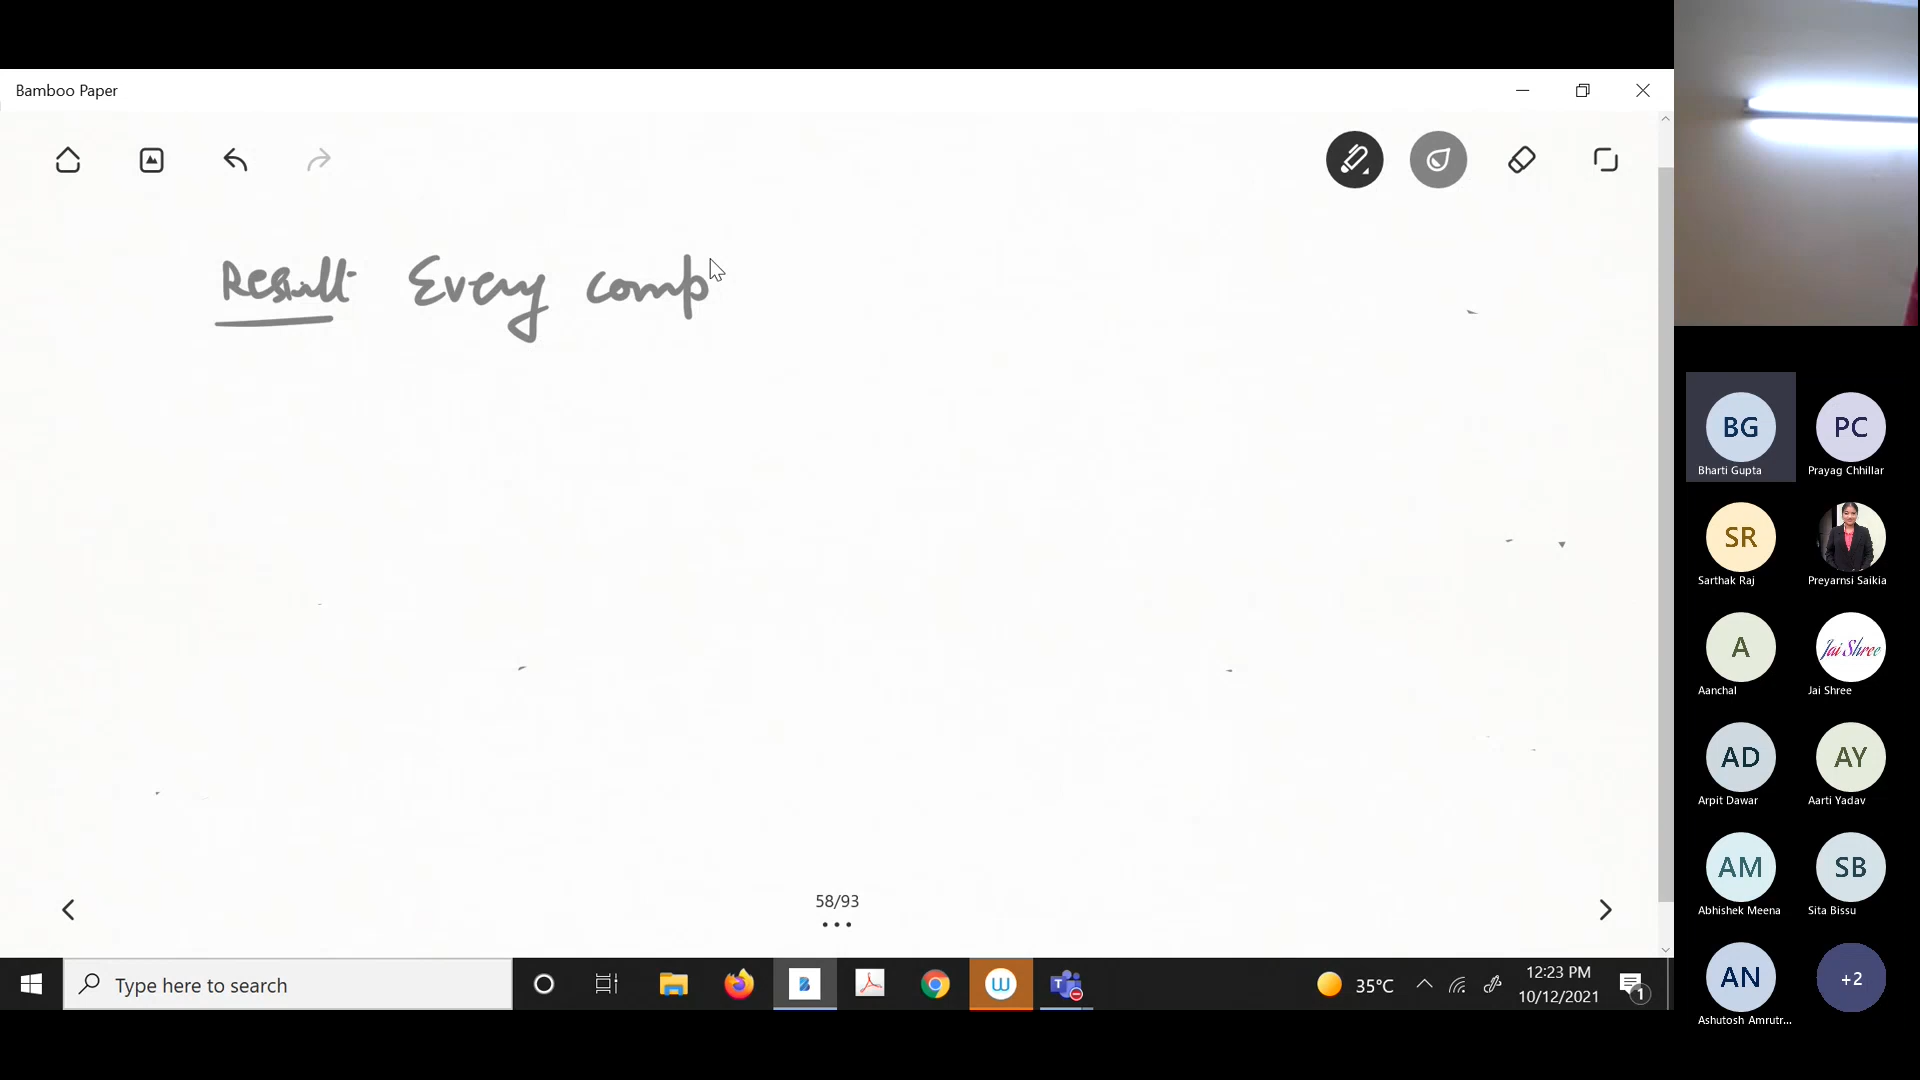 Bamboo Paper
Result Every comp
58/93
Type here to search
35°C
12:23 PM
10/12/2021
1
BG
Bharti Gupta
PC
Prayag Chhillar
SR
Sarthak Raj
Preyarnsi Saikia
A
Aanchal
Jai Shree
Jai Shree
AD
Arpit Dawar
AY
Aarti Yadav
AM
Abhishek Meena
SB
Sita Bissu
AN
Ashutosh Amrutr...
+2